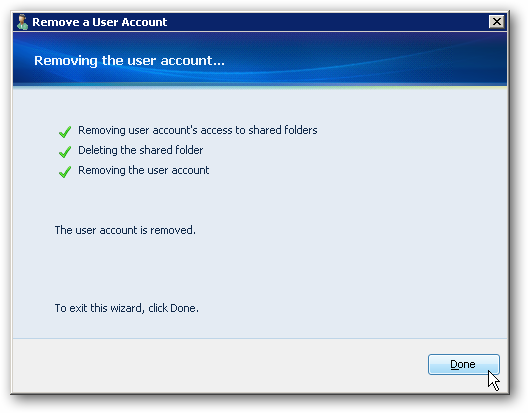 Remove a User Account
Removing the user account...
Removing user account's access to shared folders
Deleting the shared folder
Removing the user account
The user account is removed.
To exit this wizard, click Done.
Done